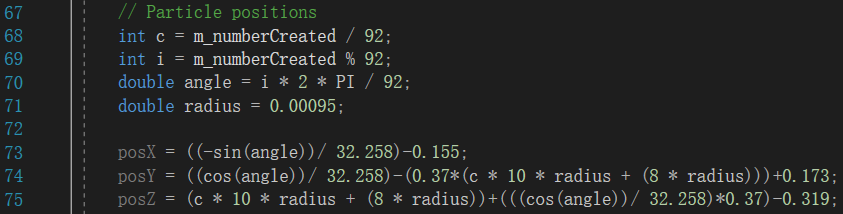 67 // Particle positions
68 int c = m_numberCreated / 92;
69 int i = m_numberCreated % 92;
70 double angle = i * 2 * PI / 92;
71 double radius = 0.00095;
72
73 posX = ((-sin(angle))/ 32.258)-0.155;
74 posY = ((cos(angle))/ 32.258)-(0.37*(c * 10 * radius + (8 * radius)))+0.173;
75 posZ = (c * 10 * radius + (8 * radius))+(((cos(angle))/ 32.258)*0.37)-0.319;